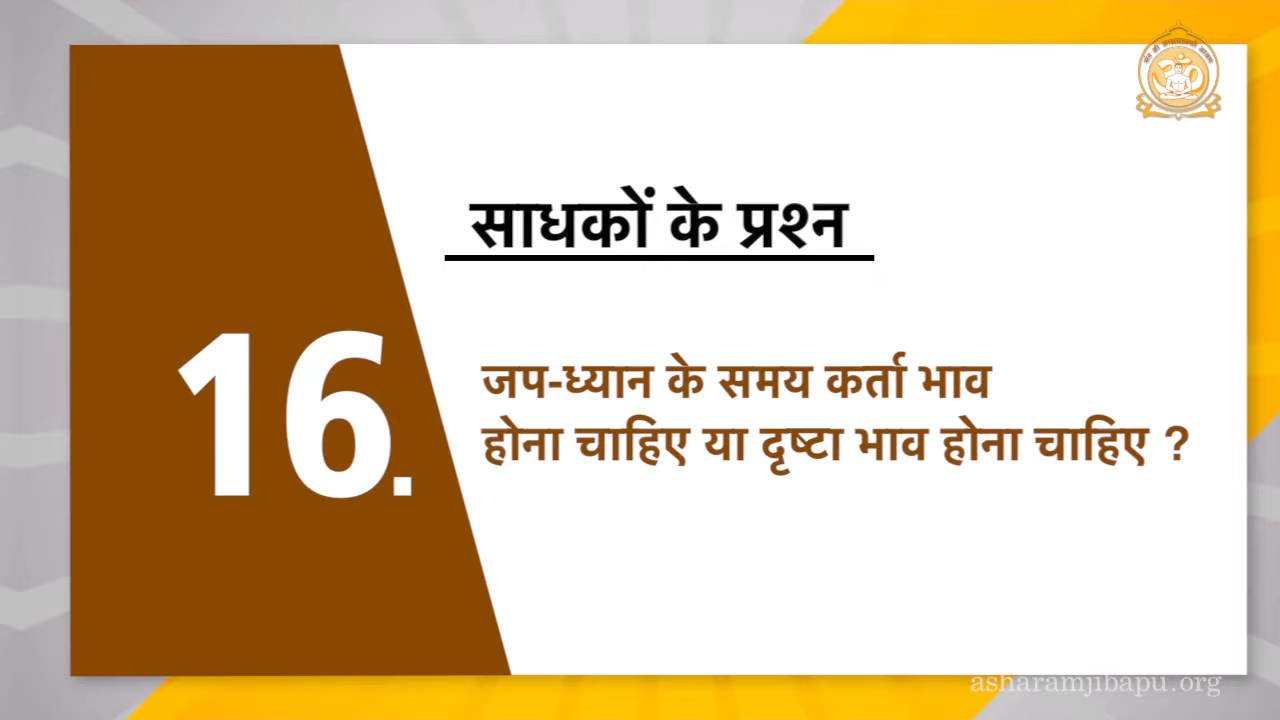 साधकों के प्रश्न
16.
जप-ध्यान के समय कर्ता भाव
होना चाहिए या दृष्टा भाव होना चाहिए ?
asharamjibapu.org